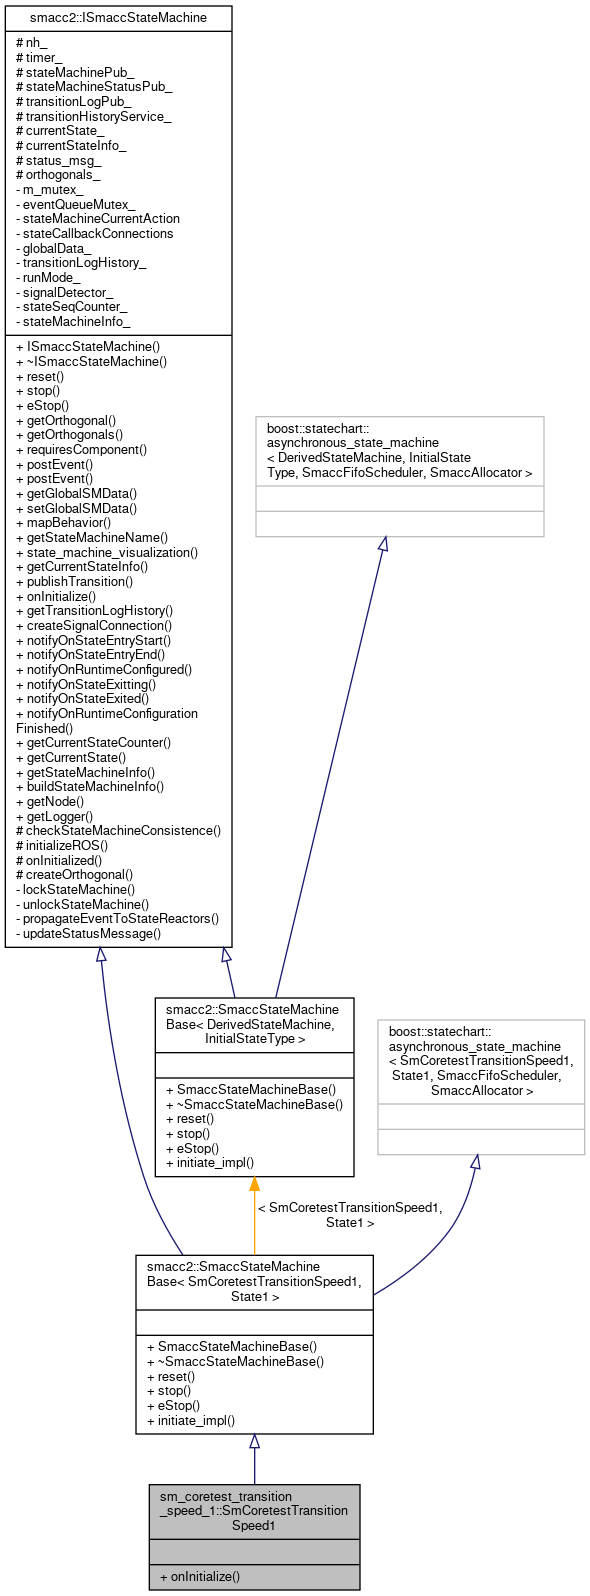 smacc2::ISmaccStateMachine
# nh_
# timer_
# stateMachinePub_
# stateMachineStatusPub_
# transitionLogPub_
# transitionHistoryService_
# currentState_
# currentStateInfo_
# status_msg_
# orthogonals_
- m_mutex_
- eventQueueMutex_
- stateMachineCurrentAction
- stateCallbackConnections
- globalData_
- transitionLogHistory_
- runMode_
- signalDetector_
- stateSeqCounter_
- stateMachineInfo_
+ ISmaccStateMachine()
+ ~ISmaccStateMachine()
+ reset()
+ stop()
+ eStop()
+ getOrthogonal()
+ getOrthogonals()
+ requiresComponent()
+ postEvent()
+ postEvent()
+ getGlobalSMData()
+ setGlobalSMData()
+ mapBehavior()
+ getStateMachineName()
+ state_machine_visualization()
+ getCurrentStateInfo()
+ publishTransition()
+ onInitialize()
+ getTransitionLogHistory()
+ createSignalConnection()
+ notifyOnStateEntryStart()
+ notifyOnStateEntryEnd()
+ notifyOnRuntimeConfigured()
+ notifyOnStateExitting()
+ notifyOnStateExited()
+ notifyOnRuntimeConfiguration
Finished()
+ getCurrentStateCounter()
+ getCurrentState()
+ getStateMachineInfo()
+ buildStateMachineInfo()
+ getNode()
+ getLogger()
# checkStateMachineConsistence()
# initializeROS()
# onInitialized()
# createOrthogonal()
- lockStateMachine()
- unlockStateMachine()
- propagateEventToStateReactors()
- updateStatusMessage()
boost::statechart::
asynchronous_state_machine
< DerivedStateMachine, InitialState
Type, SmaccFifoScheduler, SmaccAllocator >
smacc2::SmaccStateMachine
Base< DerivedStateMachine,
InitialStateType >
+ SmaccStateMachineBase()
+ ~SmaccStateMachineBase()
+ reset()
+ stop()
+ eStop()
+ initiate_impl()
boost::statechart::
asynchronous_state_machine
< SmCoretestTransitionSpeed1,
State1, SmaccFifoScheduler,
SmaccAllocator >
< SmCoretestTransitionSpeed1,
State1 >
smacc2::SmaccStateMachine
Base< SmCoretestTransitionSpeed1,
State1 >
+ SmaccStateMachineBase()
+ ~SmaccStateMachineBase()
+ reset()
+ stop()
+ eStop()
+ initiate_impl()
sm_coretest_transition
_speed_1::SmCoretestTransition
Speed1
+ onInitialize()